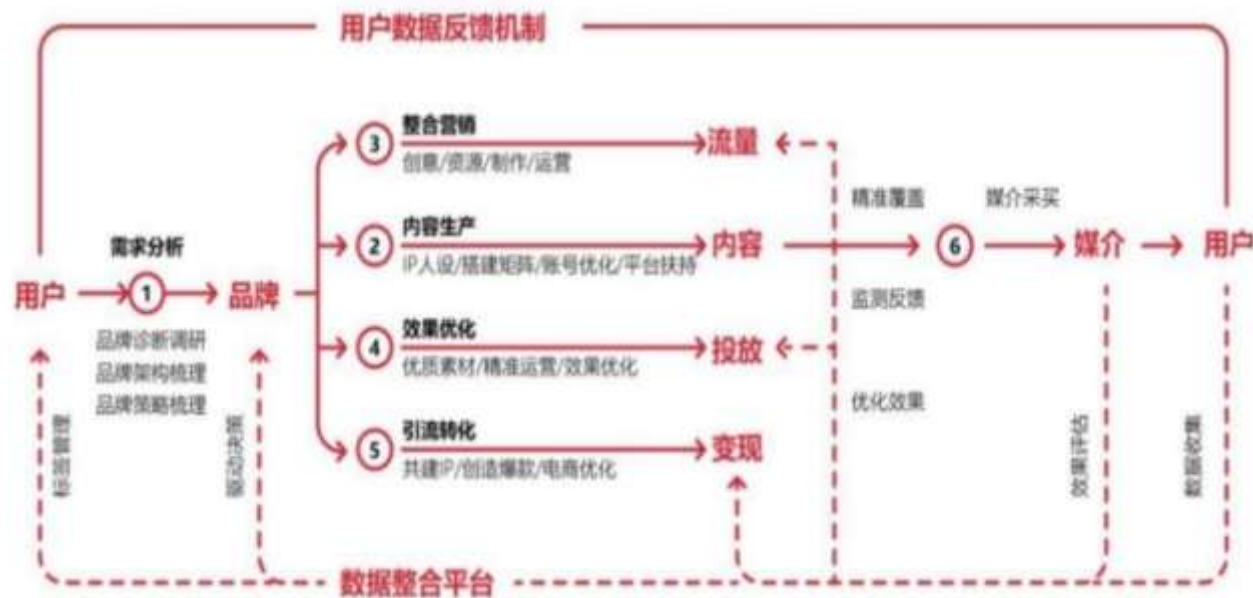 用户数据反馈机制
3
整合营销
流量
创意/资源/制作/运营
精准覆盖
媒介采买
需求分析
2
内容生产
内容
6
媒介
用户
IP人设/搭建矩阵/账号优化/平台扶持
用户
1
品牌
监测反馈
品牌诊断调研
品牌架构梳理
品牌策略梳理
4
效果优化
投放
优质素材/精准运营/效果优化
优化效果
5
引流转化
变现
共建IP/创造爆款/电商优化
标签管理
驱动决策
效果评估
数据收集
数据整合平台